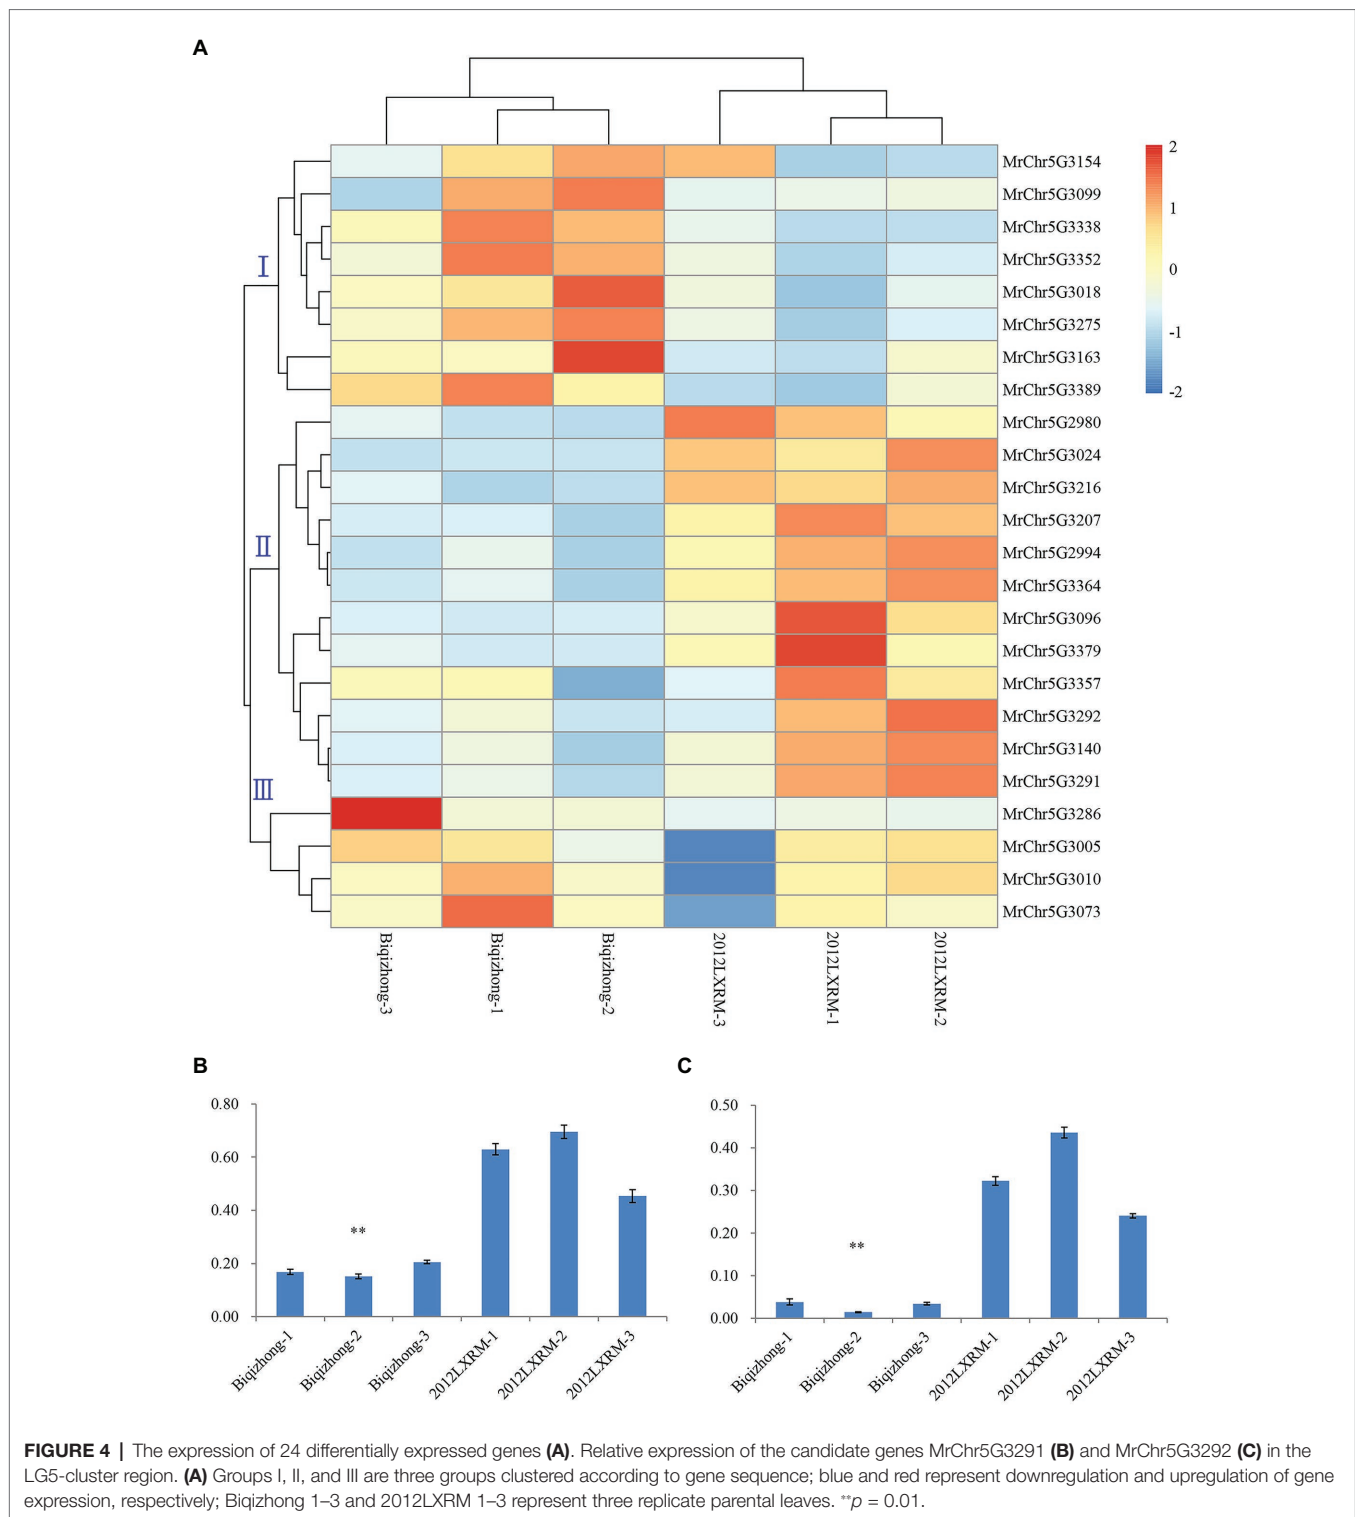 A
2
1
0
-1
-2
I
II
III
MrChr5G3154
MrChr5G3099
MrChr5G3338
MrChr5G3352
MrChr5G3018
MrChr5G3275
MrChr5G3163
MrChr5G3389
MrChr5G2980
MrChr5G3024
MrChr5G3216
MrChr5G3207
MrChr5G2994
MrChr5G3364
MrChr5G3096
MrChr5G3379
MrChr5G3357
MrChr5G3292
MrChr5G3140
MrChr5G3291
MrChr5G3286
MrChr5G3005
MrChr5G3010
MrChr5G3073
Biqizhong-3
Biqizhong-1
Biqizhong-2
2012LXRM-3
2012LXRM-1
2012LXRM-2
B
0.80
0.60
0.40
0.20
0.00
**
Biqizhong-1
Biqizhong-2
Biqizhong-3
2012LXRM-1
2012LXRM-2
2012LXRM-3
C
0.50
0.40
0.30
0.20
0.10
0.00
**
Biqizhong-1
Biqizhong-2
Biqizhong-3
2012LXRM-1
2012LXRM-2
2012LXRM-3
FIGURE 4 | The expression of 24 differentially expressed genes (A). Relative expression of the candidate genes MrChr5G3291 (B) and MrChr5G3292 (C) in the
LG5-cluster region. (A) Groups I, II, and III are three groups clustered according to gene sequence; blue and red represent downregulation and upregulation of gene
expression, respectively; Biqizhong 1–3 and 2012LXRM 1–3 represent three replicate parental leaves. **p = 0.01.